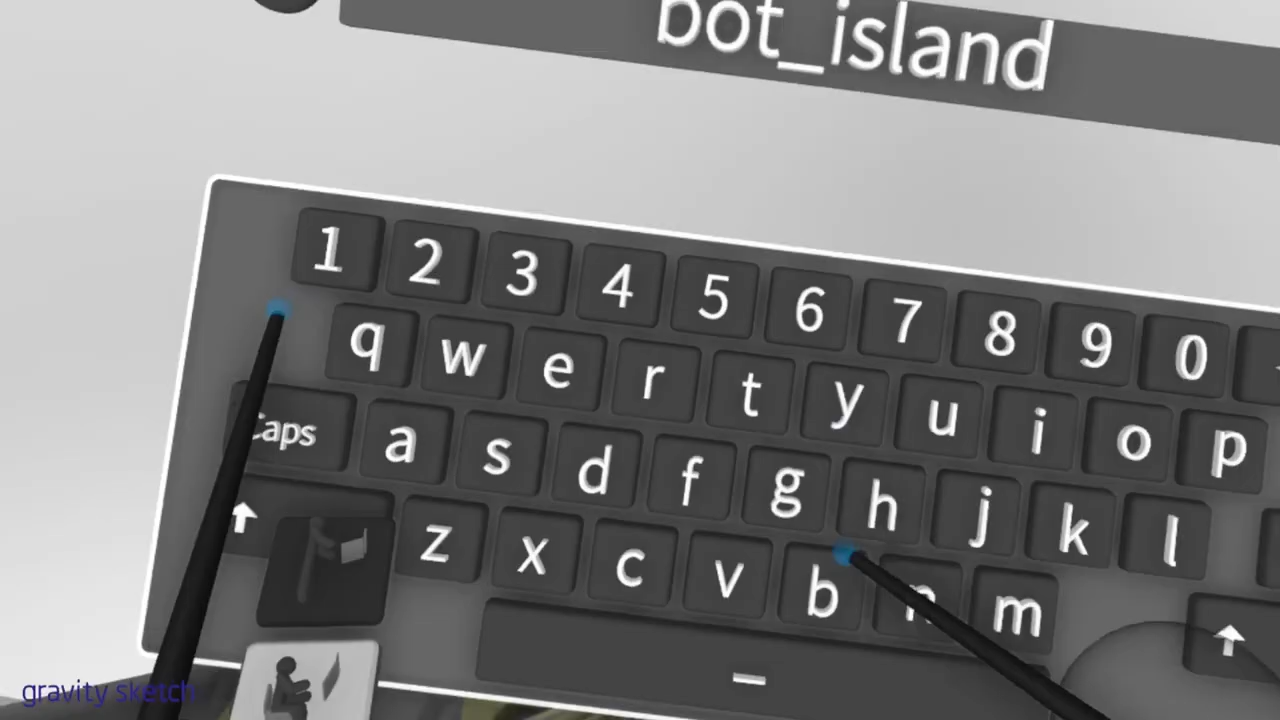 bot_island
1 2 3 4 5 6 7 8 9 0
q w e r t y u i o p
Caps a s d f g h j k l
z x c v b n m
gravity sketch